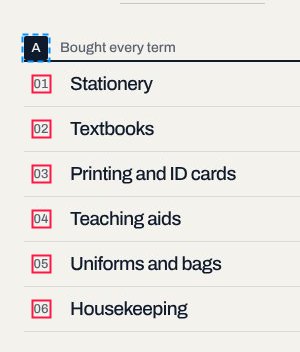 A Bought every term
01 Stationery
02 Textbooks
03 Printing and ID cards
04 Teaching aids
05 Uniforms and bags
06 Housekeeping